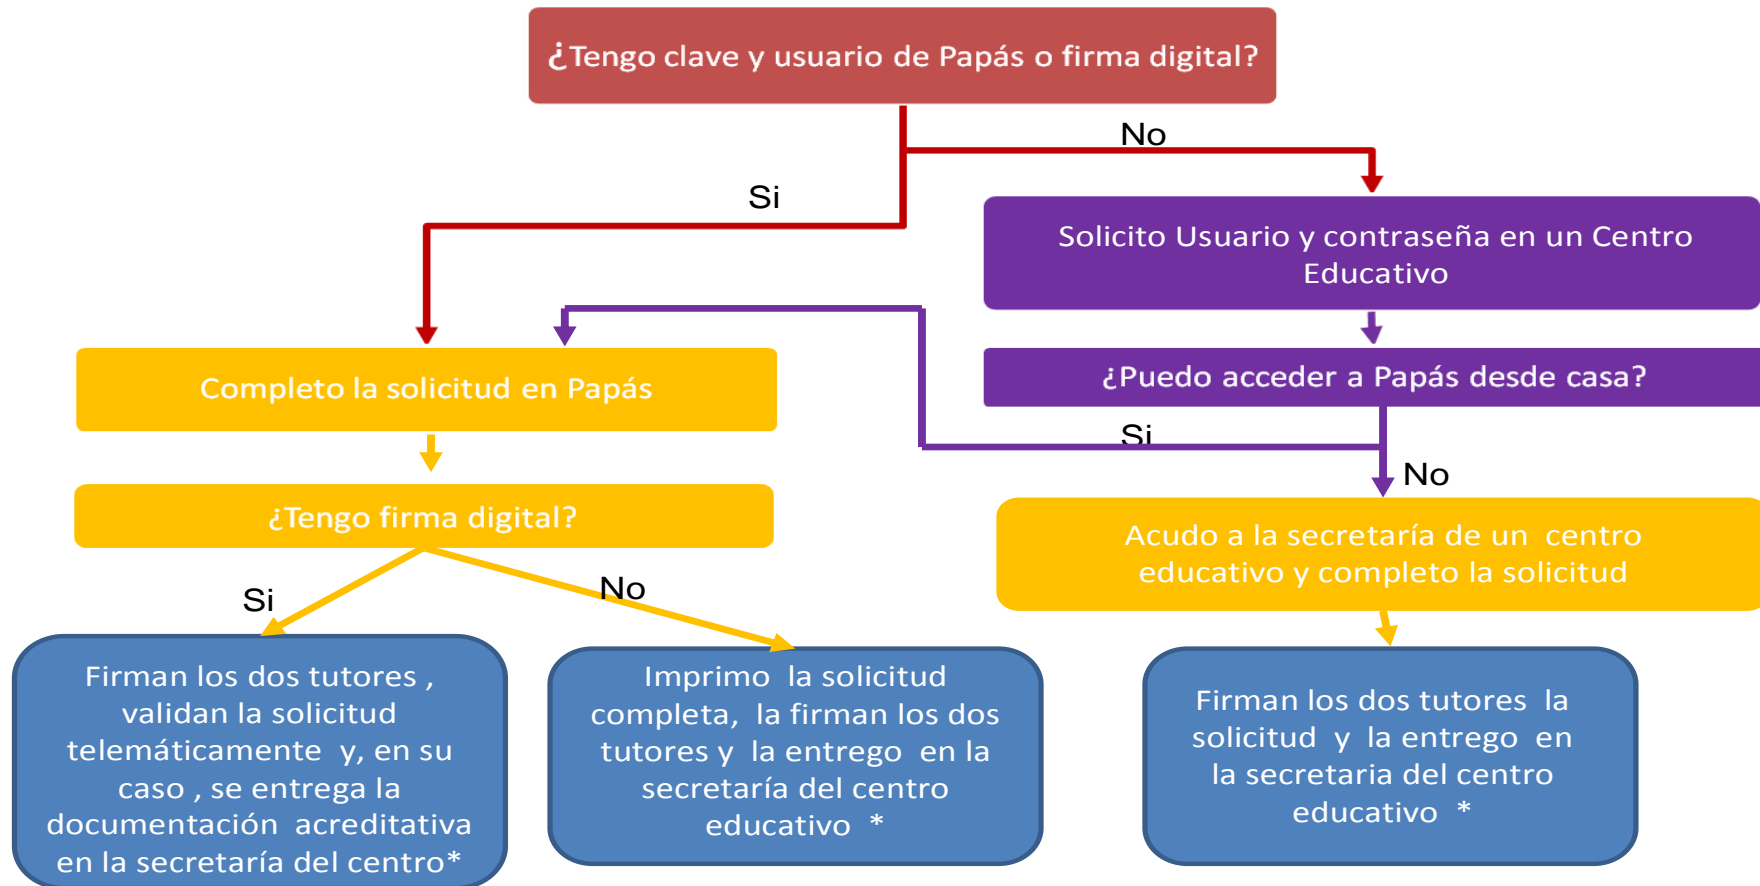 ¿Tengo clave y usuario de Papás o firma digital?
No
Si
Solicito Usuario y contraseña en un Centro
Educativo
Completo la solicitud en Papás
¿Puedo acceder a Papás desde casa?
Si
No
¿Tengo firma digital?
Acudo a la secretaría de un centro
educativo y completo la solicitud
Si
No
Firman los dos tutores ,
validan la solicitud
telemáticamente y, en su
caso , se entrega la
documentación acreditativa
en la secretaría del centro*
Imprimo la solicitud
completa, la firman los dos
tutores y la entrego en la
secretaría del centro
educativo *
Firman los dos tutores la
solicitud y la entrego en
la secretaria del centro
educativo *